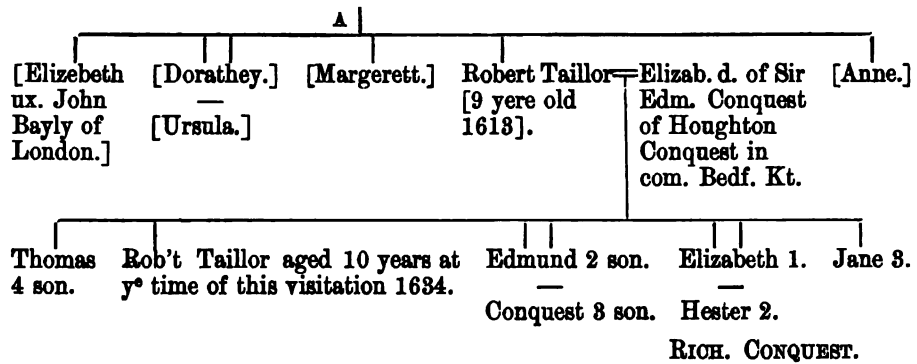 A
[Elizebeth
ux. John
Bayly of
London.]
[Dorathey.]
—
[Ursula.]
[Margerett.]
Robert Taillor
[9 yere old
1613].
Elizab. d. of Sir
Edm. Conquest
of Houghton
Conquest in
com. Bedf. Kt.
[Anne.]
Thomas
4 son.
Rob't Taillor aged 10 years at
yᵉ time of this visitation 1634.
Edmund 2 son.
—
Conquest 3 son.
Elizabeth 1.
—
Hester 2.
Jane 3.
RICH. CONQUEST.